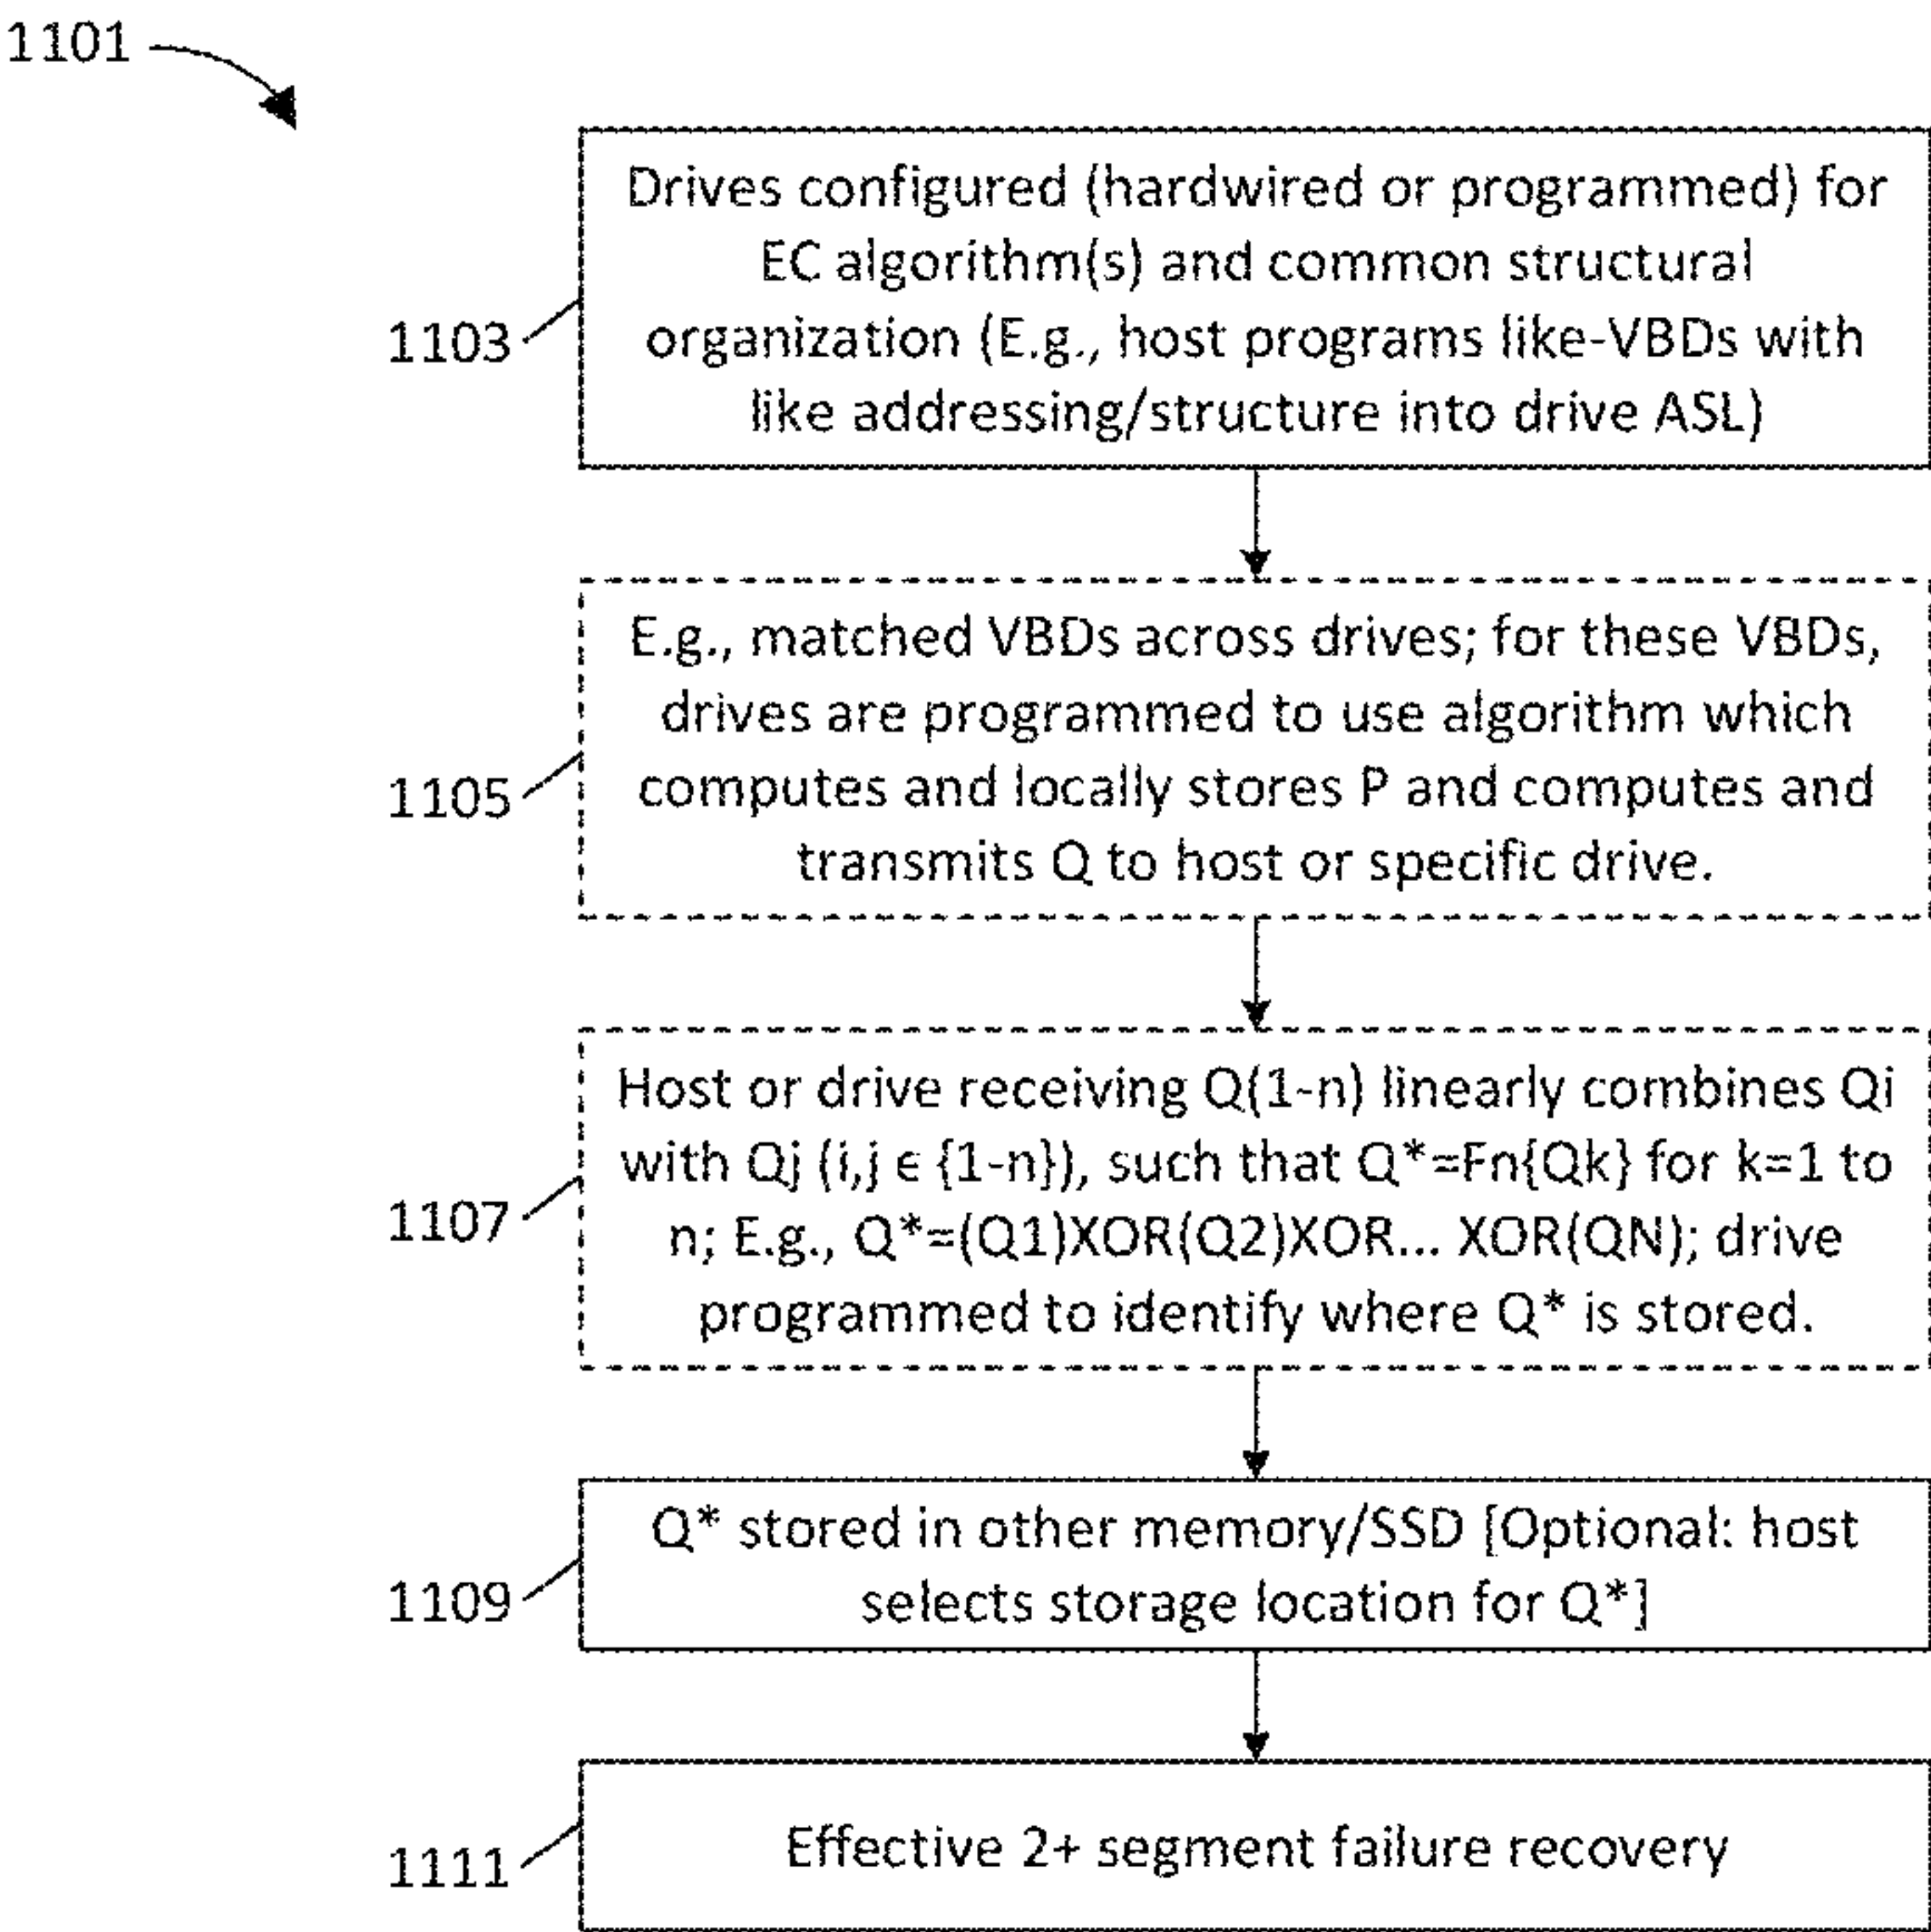 1101
Drives configured (hardwired or programmed) for
EC algorithm(s) and common structural
organization (E.g., host programs like-VBDs with
like addressing/structure into drive ASL)
1103
E.g., matched VBDs across drives; for these VBDs,
drives are programmed to use algorithm which
computes and locally stores P and computes and
transmits Q to host or specific drive.
1105
Host or drive receiving Q(1-n) linearly combines Qi
with Qj (i,j ϵ {1-n}), such that Q*=Fn{Qk} for k=1 to
n; E.g., Q*=(Q1)XOR(Q2)XOR... XOR(QN); drive
programmed to identify where Q* is stored.
1107
Q* stored in other memory/SSD [Optional: host
selects storage location for Q*]
1109
Effective 2+ segment failure recovery
1111